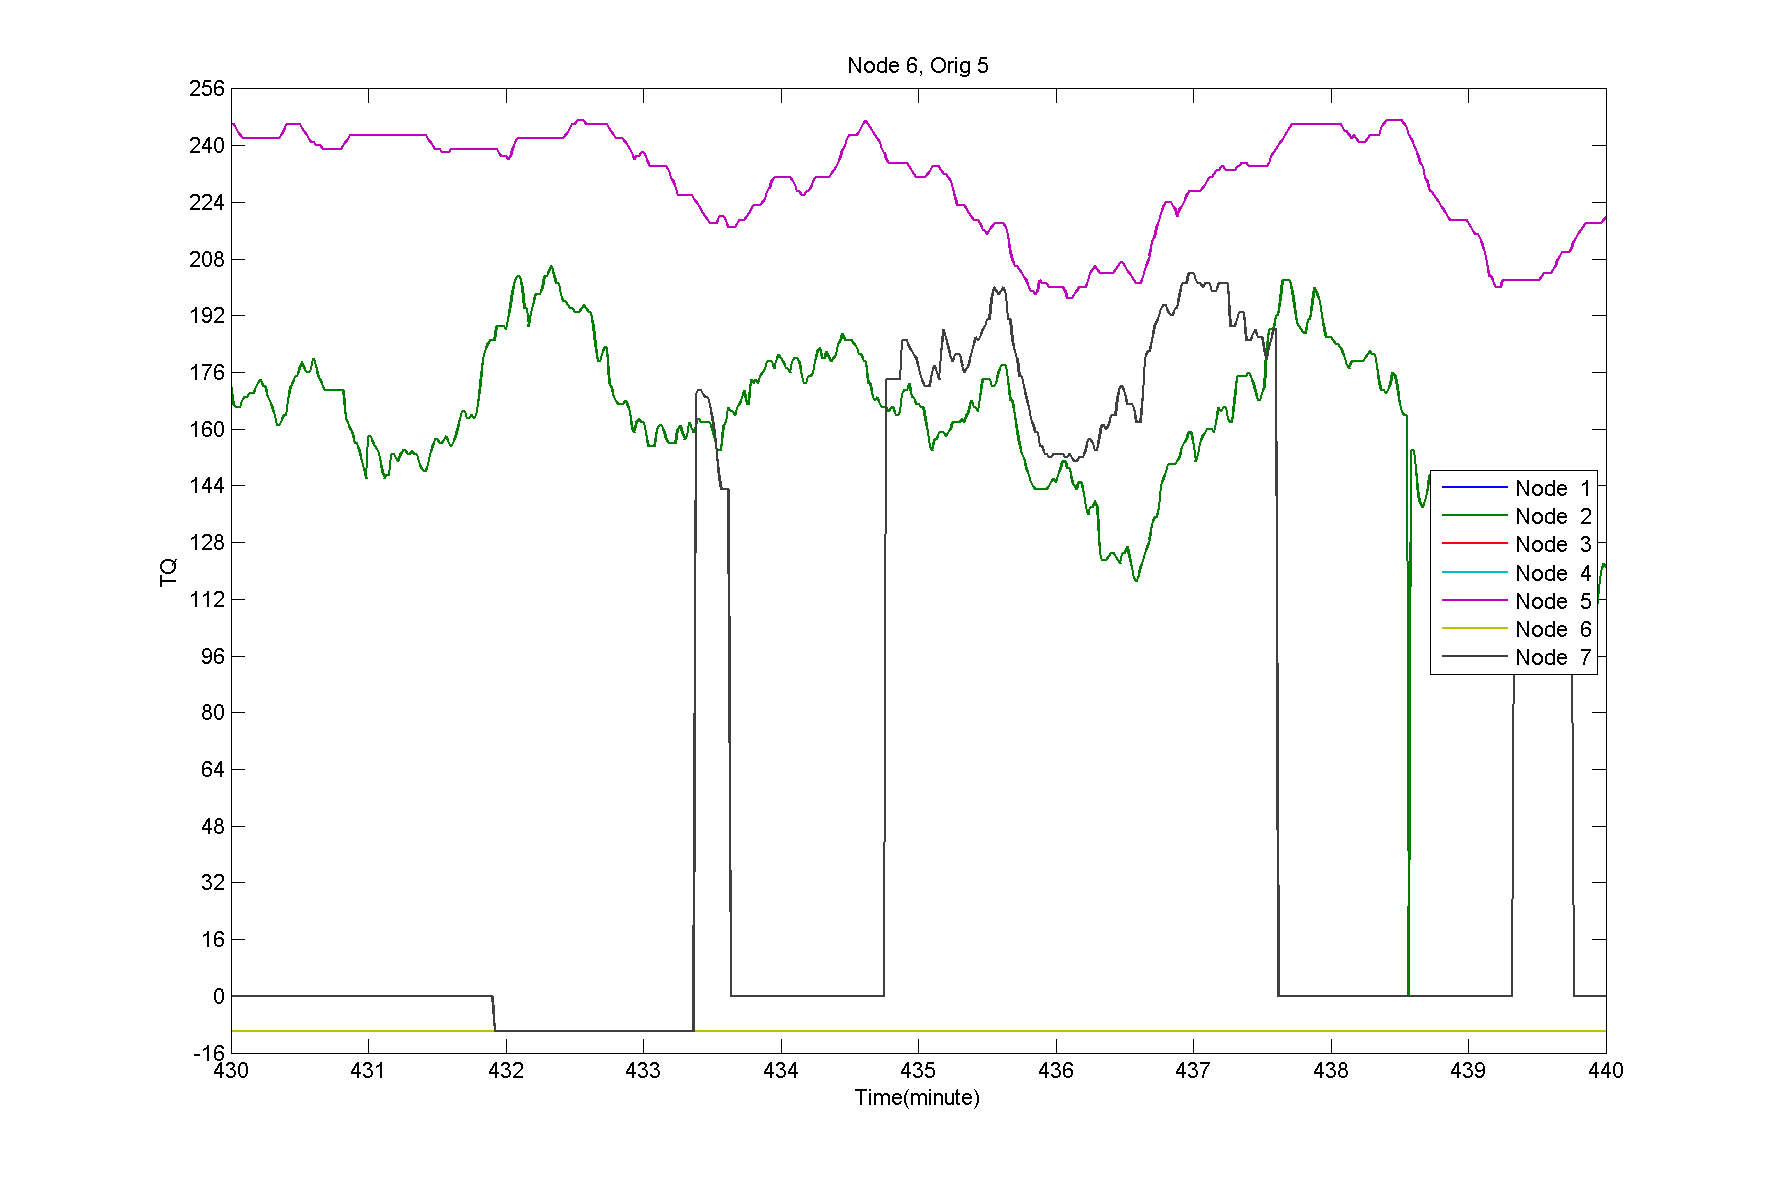 Node 6, Orig 5
256
240
224
208
192
176
160
144
128
112
96
80
64
48
32
16
0
-16
TQ
Node 1
Node 2
Node 3
Node 4
Node 5
Node 6
Node 7
430 431 432 433 434 435 436 437 438 439 440
Time(minute)